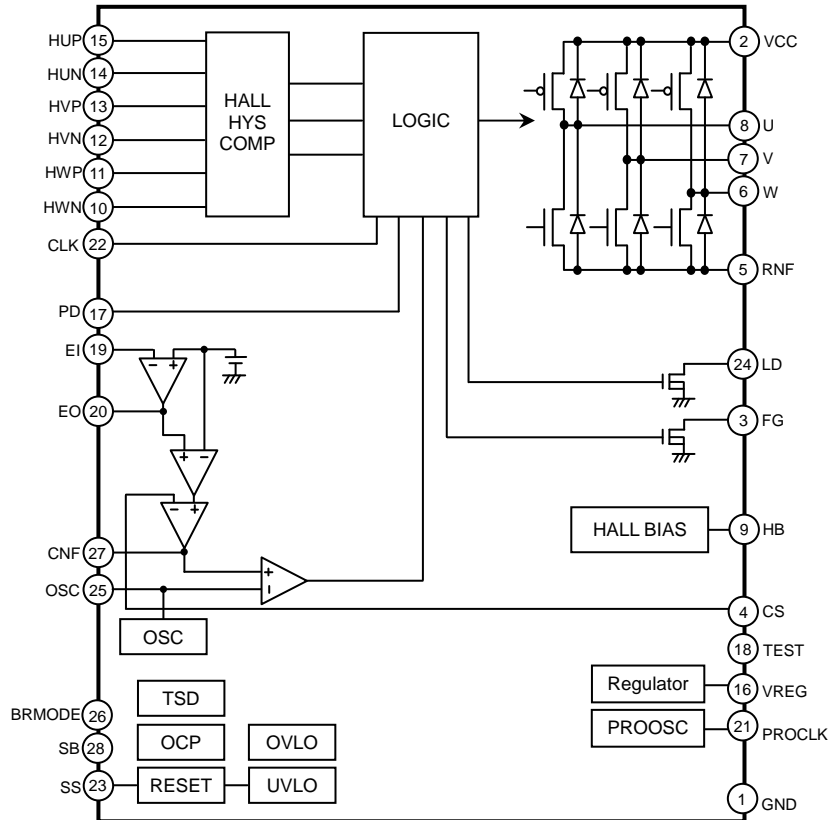 HUP 15
HUN 14
HVP 13
HVN 12
HWP 11
HWN 10
CLK 22
PD 17
EI 19
EO 20
CNF 27
OSC 25
BRMODE 26
SB 28
SS 23
HALL
HYS
COMP
LOGIC
- +
+ -
- +
+
-
OSC
TSD
OCP OVLO
RESET UVLO
HALL BIAS
Regulator
PROOSC
2 VCC
8 U
7 V
6 W
5 RNF
24 LD
3 FG
9 HB
4 CS
18 TEST
16 VREG
21 PROCLK
1 GND